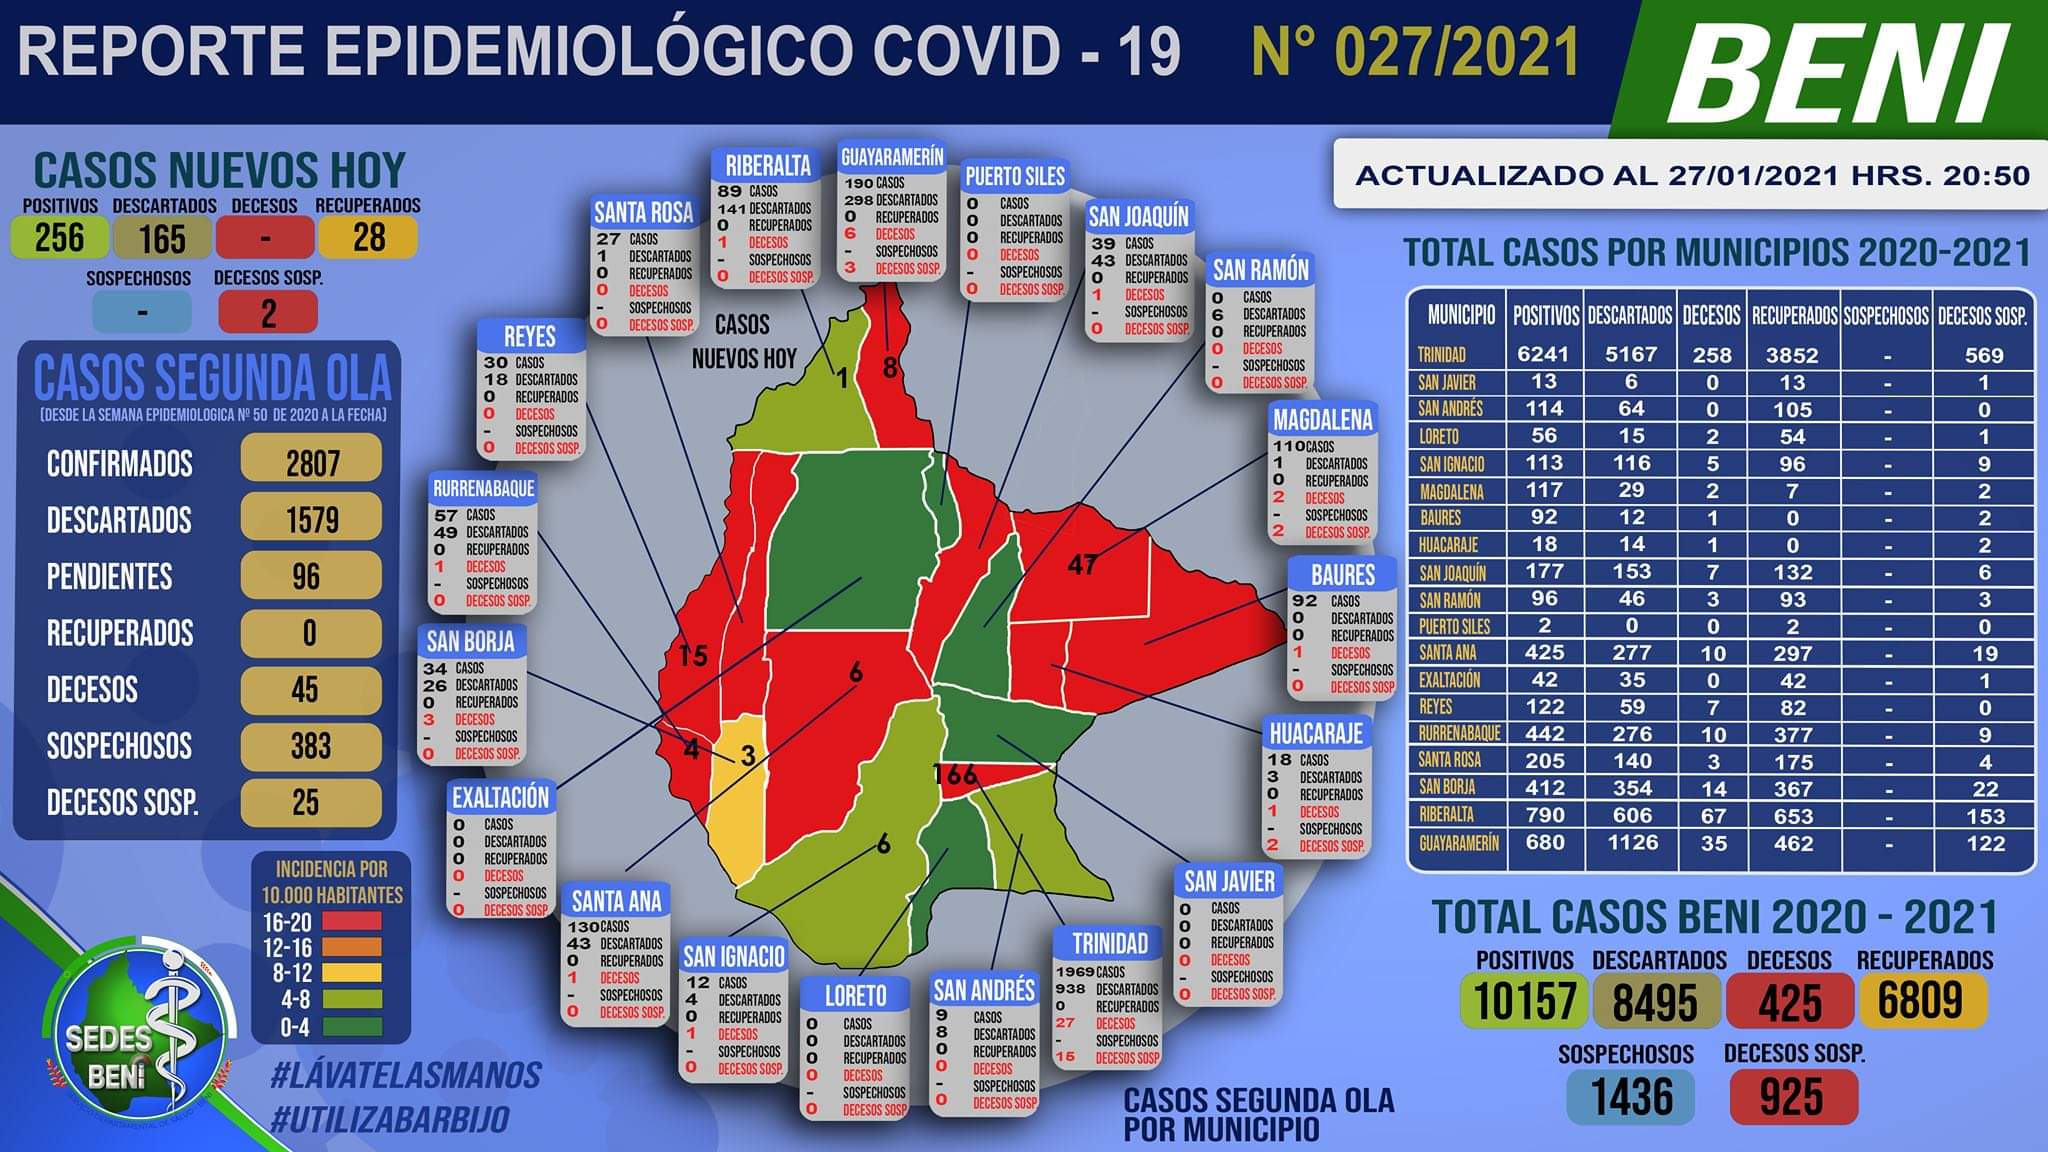 REPORTE EPIDEMIOLÓGICO COVID - 19 N° 027/2021 BENI
ACTUALIZADO AL 27/01/2021 HRS. 20:50
CASOS NUEVOS HOY
POSITIVOS DESCARTADOS DECESOS RECUPERADOS
256 165 - 28
SOSPECHOSOS DECESOS SOSP.
- 2
CASOS SEGUNDA OLA
(DESDE LA SEMANA EPIDEMIOLOGICA Nº 50 DE 2020 A LA FECHA)
CONFIRMADOS 2807
DESCARTADOS 1579
PENDIENTES 96
RECUPERADOS 0
DECESOS 45
SOSPECHOSOS 383
DECESOS SOSP. 25
INCIDENCIA POR
10.000 HABITANTES
16-20
12-16
8-12
4-8
0-4
SEDES
BENI
#LÁVATELASMANOS
#UTILIZABARBIJO
CASOS
NUEVOS HOY
1
8
47
15
6
4
3
166
6
RIBERALTA
89 CASOS
141 DESCARTADOS
0 RECUPERADOS
1 DECESOS
- SOSPECHOSOS
0 DECESOS SOSP.
GUAYARAMERÍN
190 CASOS
298 DESCARTADOS
0 RECUPERADOS
6 DECESOS
- SOSPECHOSOS
3 DECESOS SOSP.
PUERTO SILES
0 CASOS
0 DESCARTADOS
0 RECUPERADOS
0 DECESOS
- SOSPECHOSOS
0 DECESOS SOSP.
SAN JOAQUÍN
39 CASOS
43 DESCARTADOS
0 RECUPERADOS
1 DECESOS
- SOSPECHOSOS
0 DECESOS SOSP.
SAN RAMÓN
0 CASOS
6 DESCARTADOS
0 RECUPERADOS
0 DECESOS
- SOSPECHOSOS
0 DECESOS SOSP.
MAGDALENA
110 CASOS
1 DESCARTADOS
0 RECUPERADOS
2 DECESOS
- SOSPECHOSOS
2 DECESOS SOSP.
BAURES
92 CASOS
0 DESCARTADOS
0 RECUPERADOS
1 DECESOS
- SOSPECHOSOS
0 DECESOS SOSP.
HUACARAJE
18 CASOS
3 DESCARTADOS
0 RECUPERADOS
1 DECESOS
- SOSPECHOSOS
2 DECESOS SOSP.
SAN JAVIER
0 CASOS
0 DESCARTADOS
0 RECUPERADOS
0 DECESOS
- SOSPECHOSOS
0 DECESOS SOSP.
TRINIDAD
1969 CASOS
938 DESCARTADOS
0 RECUPERADOS
27 DECESOS
- SOSPECHOSOS
15 DECESOS SOSP
SAN ANDRÉS
9 CASOS
8 DESCARTADOS
0 RECUPERADOS
0 DECESOS
- SOSPECHOSOS
0 DECESOS SOSP
LORETO
0 CASOS
0 DESCARTADOS
0 RECUPERADOS
0 DECESOS
- SOSPECHOSOS
0 DECESOS SOSP
SAN IGNACIO
12 CASOS
4 DESCARTADOS
0 RECUPERADOS
1 DECESOS
- SOSPECHOSOS
0 DECESOS SOSP.
SANTA ANA
130 CASOS
43 DESCARTADOS
0 RECUPERADOS
1 DECESOS
- SOSPECHOSOS
0 DECESOS SOSP.
EXALTACIÓN
0 CASOS
0 DESCARTADOS
0 RECUPERADOS
0 DECESOS
- SOSPECHOSOS
0 DECESOS SOSP
SAN BORJA
34 CASOS
26 DESCARTADOS
0 RECUPERADOS
3 DECESOS
- SOSPECHOSOS
0 DECESOS SOSP.
RURRENABAQUE
57 CASOS
49 DESCARTADOS
0 RECUPERADOS
1 DECESOS
- SOSPECHOSOS
0 DECESOS SOSP.
REYES
30 CASOS
18 DESCARTADOS
0 RECUPERADOS
0 DECESOS
- SOSPECHOSOS
0 DECESOS SOSP.
SANTA ROSA
27 CASOS
1 DESCARTADOS
0 RECUPERADOS
0 DECESOS
- SOSPECHOSOS
0 DECESOS SOSP.
CASOS SEGUNDA OLA
POR MUNICIPIO
TOTAL CASOS POR MUNICIPIOS 2020-2021
MUNICIPIO POSITIVOS DESCARTADOS DECESOS RECUPERADOS SOSPECHOSOS DECESOS SOSP.
TRINIDAD 6241 5167 258 3852 - 569
SAN JAVIER 13 6 0 13 - 1
SAN ANDRÉS 114 64 0 105 - 0
LORETO 56 15 2 54 - 1
SAN IGNACIO 113 116 5 96 - 9
MAGDALENA 117 29 2 7 - 2
BAURES 92 12 1 0 - 2
HUACARAJE 18 14 1 0 - 2
SAN JOAQUÍN 177 153 7 132 - 6
SAN RAMÓN 96 46 3 93 - 3
PUERTO SILES 2 0 0 2 - 0
SANTA ANA 425 277 10 297 - 19
EXALTACIÓN 42 35 0 42 - 1
REYES 122 59 7 82 - 0
RURRENABAQUE 442 276 10 377 - 9
SANTA ROSA 205 140 3 175 - 4
SAN BORJA 412 354 14 367 - 22
RIBERALTA 790 606 67 653 - 153
GUAYARAMERÍN 680 1126 35 462 - 122
TOTAL CASOS BENI 2020 - 2021
POSITIVOS DESCARTADOS DECESOS RECUPERADOS
10157 8495 425 6809
SOSPECHOSOS DECESOS SOSP.
1436 925